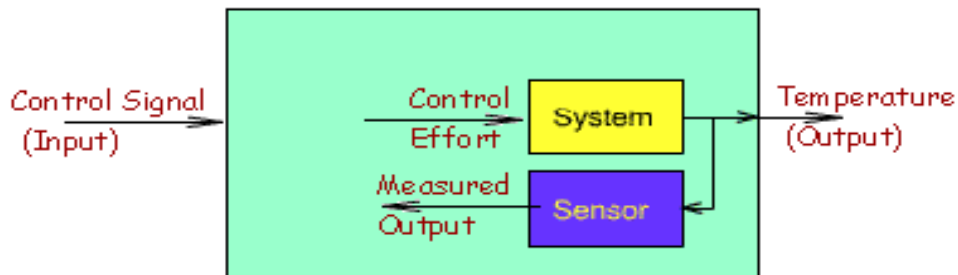 Control Signal
(Input)
Control
Effort
System
Temperature
(Output)
Measured
Output
Sensor